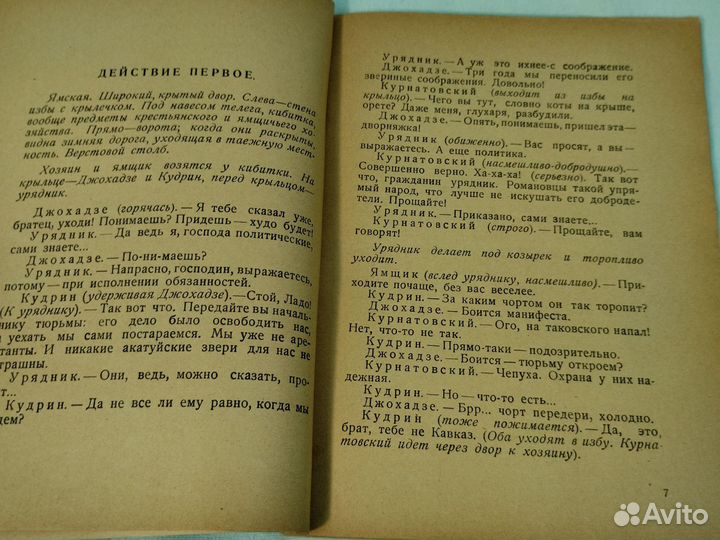 ДЕЙСТВИЕ ПЕРВОЕ.
Ямская. Широкий, крытый двор. Слева—стена
избы с крылечком. Под навесом телега, кибитка,
вообще предметы крестьянского и ямщичьего хо-
зяйства. Прямо—ворота; когда они раскрыты,
видна зимняя дорога, уходящая в таежную мест-
ность. Верстовой столб.
Хозяин и ямщик возятся у кибитки. На
крыльце—Джохадзе и Кудрин, перед крыльцом—
урядник.
Джохадзе (горячась).—Я тебе сказал уже,
братец, уходи! Понимаешь? Придешь—худо будет!
Урядник.—Да ведь я, господа политические,
сами знаете...
Джохадзе.—По-ни-маешь?
Урядник.—Напрасно, господин, выражаетесь,
потому—при исполнении обязанностей.
Кудрин (удерживая Джохадзе).—Стой, Ладо!
(К уряднику).—Так вот что. Передайте вы началь-
нику тюрьмы: его дело было освободить нас,
уехать мы сами постараемся. Мы уже не аре-
танты. И никакие акатуйские звери для нас не
трашны.
Урядник.—Они, ведь, можно сказать, про-
т...
Кудрин.—Да не все ли ему равно, когда мы
дем?
Урядник.—А уж это ихнее-с соображение.
Джохадзе.—Три года мы переносили его
звериные соображения. Довольно!
Курнатовский (выходит из избы на
крыльцо).—Чего вы тут, словно коты на крыше,
орете? Даже меня, глухаря, разбудили.
Джохадзе.—Опять, понимаешь, пришел эта—
дворняжка!
Урядник (обиженно).—Вас просят, а вы—
выражаетесь. А еще политика.
Курнатовский (насмешливо-добродушно).—
Совершенно верно. Ха-ха-ха! (серьезно). Так вот
что, гражданин урядник. Романовцы такой упря-
мый народ, что лучше не искушать его доброде-
тели. Прощайте!
Урядник.—Приказано, сами знаете...
Курнатовский (строго).—Прощайте, вам
говорят!
Урядник делает под козырек и торопливо
уходит.
Ямщик (вслед уряднику, насмешливо).—При-
ходите почаще, без вас веселее.
Кудрин.—За каким чортом он так торопит?
Джохадзе.—Боится манифеста.
Курнатовский.—Ого, на таковского напал!
Нет, что-то не так.
Кудрин.—Прямо-таки—подозрительно.
Джохадзе.—Боится—тюрьму откроем?
Курнатовский.—Чепуха. Охрана у них на-
дежная.
Кудрин.—Но—что-то есть...
Джохадзе.—Брр... чорт передери, холодно.
Кудрин (тоже пожимается).—Да, это,
брат, тебе не Кавказ. (Оба уходят в избу. Курна-
товский идет через двор к хозяину).
7
Avito